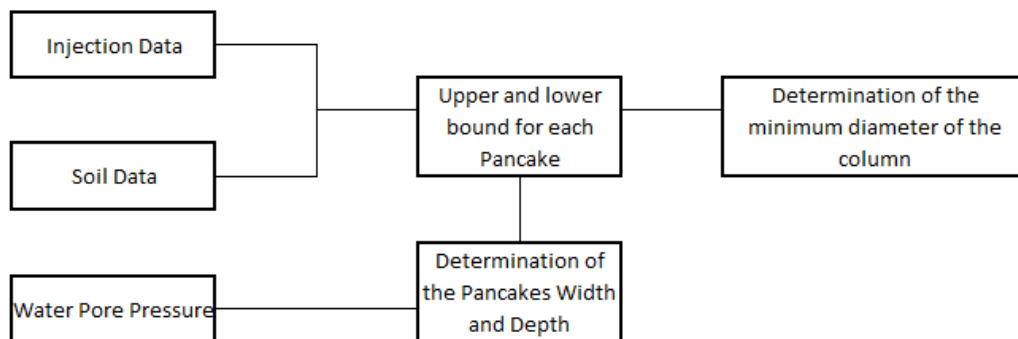 Injection Data
Soil Data
Water Pore Pressure
Upper and lower
bound for each
Pancake
Determination of
the Pancakes Width
and Depth
Determination of the
minimum diameter of the
column